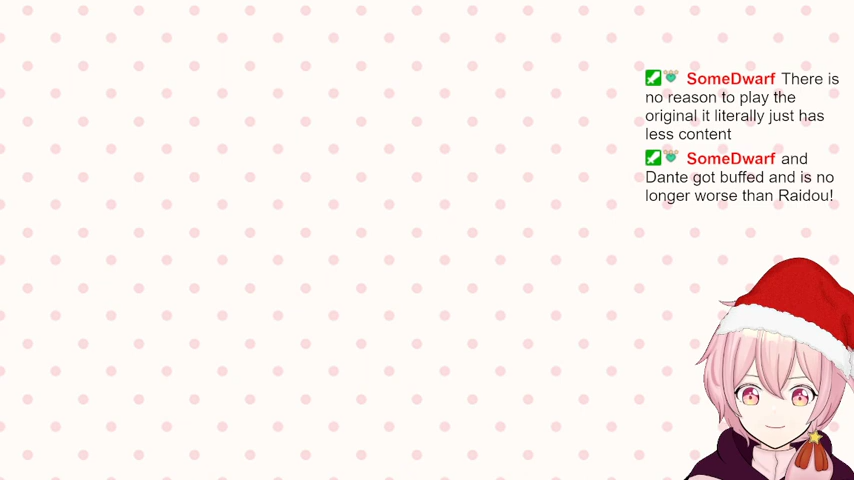 SomeDwarf There is
no reason to play the
original it literally just has
less content
SomeDwarf and
Dante got buffed and is no
longer worse than Raidou!